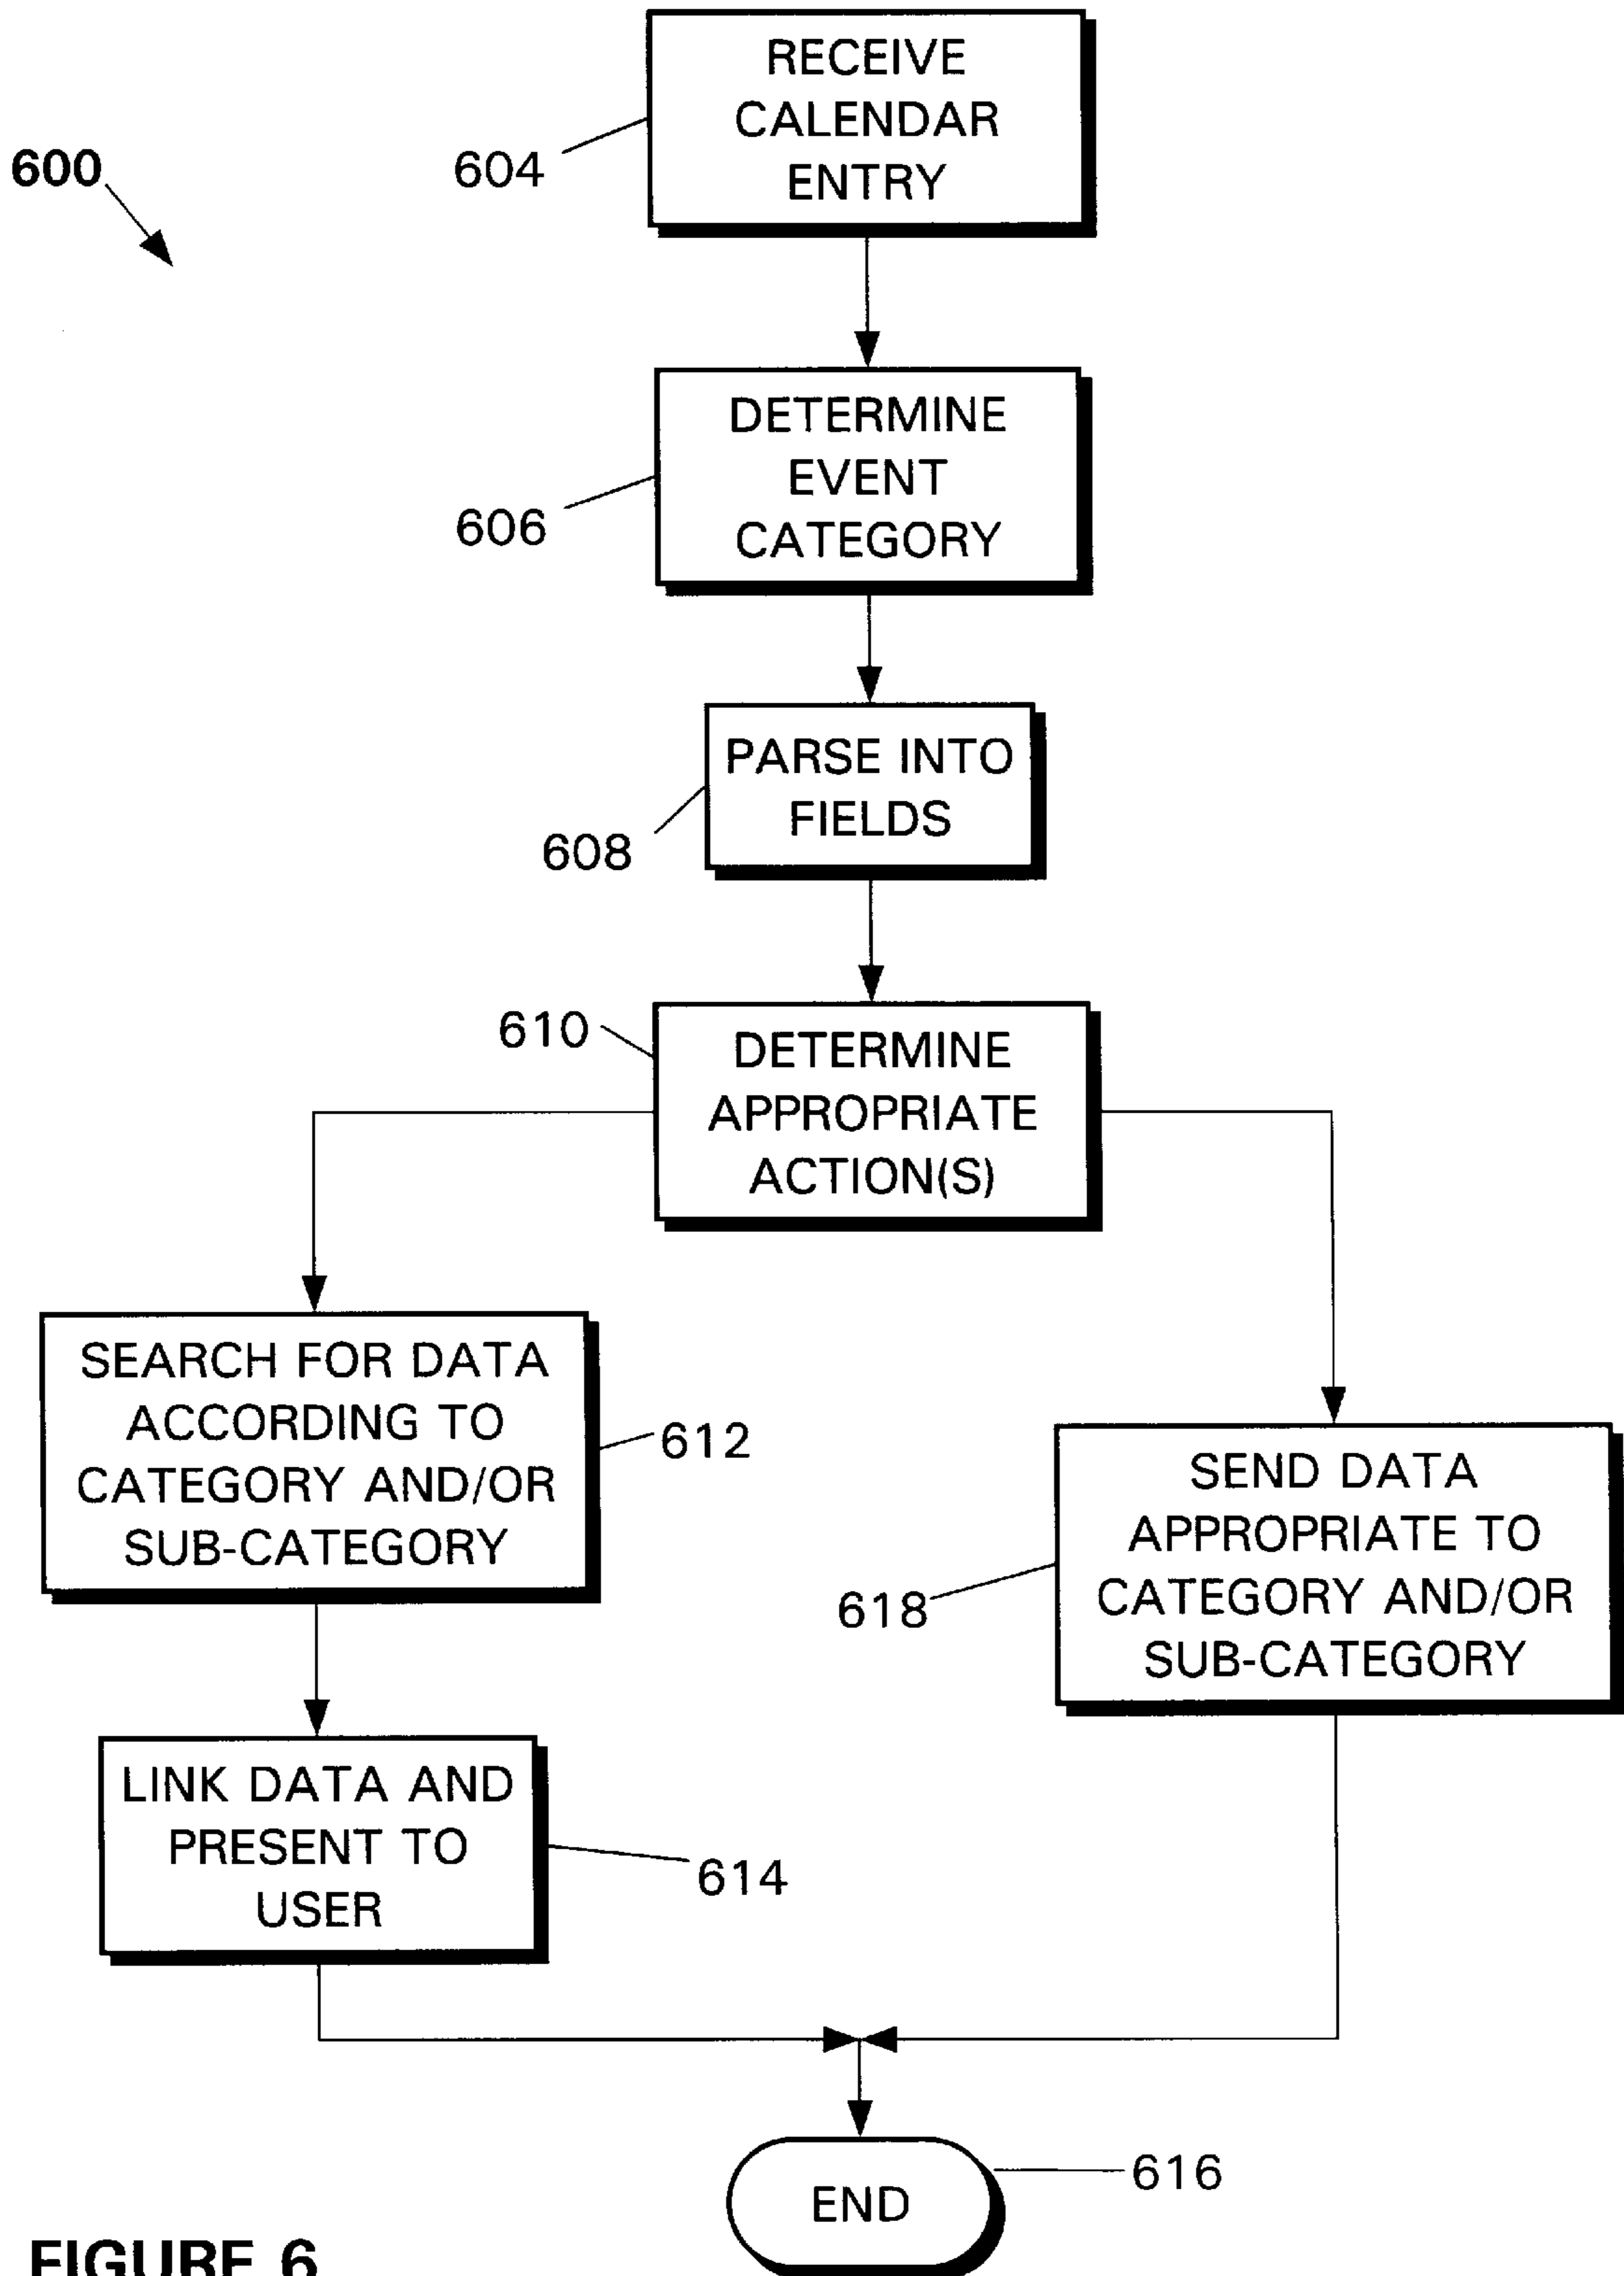 RECEIVE
CALENDAR
ENTRY
600
604
DETERMINE
EVENT
CATEGORY
606
PARSE INTO
FIELDS
608
610
DETERMINE
APPROPRIATE
ACTION(S)
SEARCH FOR DATA
ACCORDING TO
CATEGORY AND/OR
SUB-CATEGORY
612
SEND DATA
APPROPRIATE TO
CATEGORY AND/OR
SUB-CATEGORY
618
LINK DATA AND
PRESENT TO
USER
614
END
616
FIGURE 6